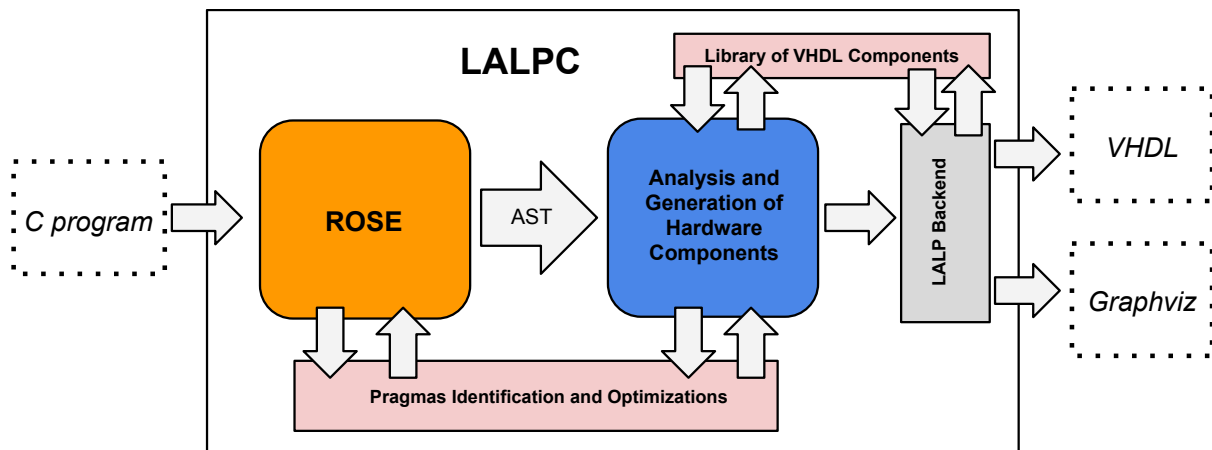 LALPC
Library of VHDL Components
C program
ROSE
AST
Analysis and
Generation of
Hardware
Components
LALP Backend
VHDL
Graphviz
Pragmas Identification and Optimizations